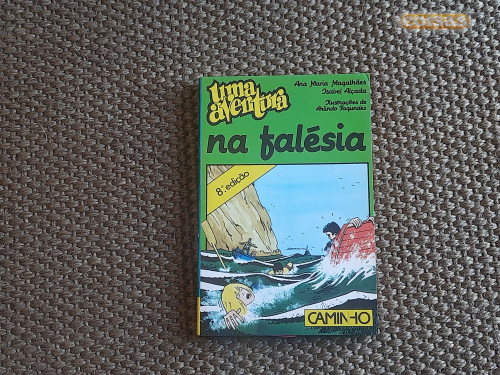 uma
aventura
Ana Maria Magalhães
Isabel Alçada
Ilustrações de
Arlindo Fagundes
na falésia
8.ª edição
CAMINHO